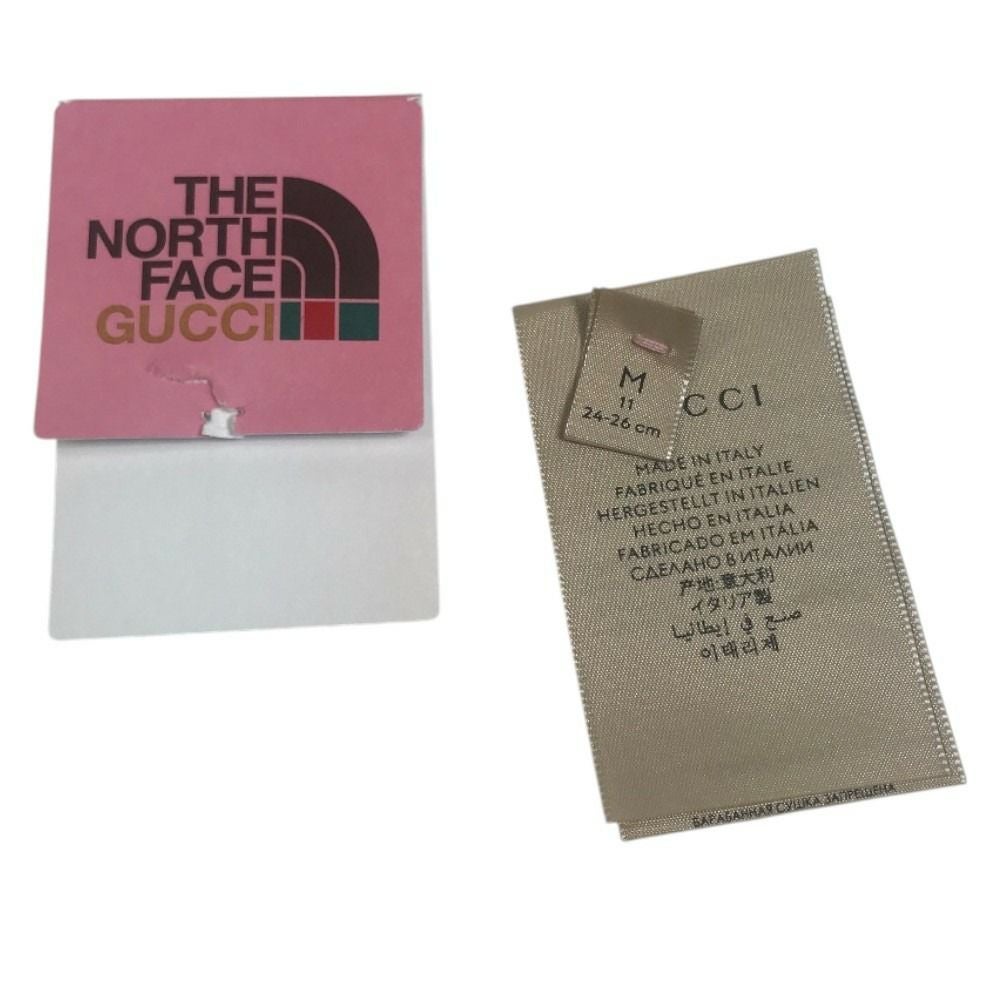 THE
NORTH
FACE
GUCCI
M
11
24-26 cm
CCI
MADE IN ITALY
FABRIQUÉ EN ITALIE
HERGESTELLT IN ITALIEN
HECHO EN ITALIA
FABRICADO EM ITÁLIA
СДЕЛАНО В ИТАЛИИ
产地:意大利
イタリア製
صنع في إيطاليا
이태리제
БАРАБАННАЯ СУШКА ЗАПРЕЩЕНА